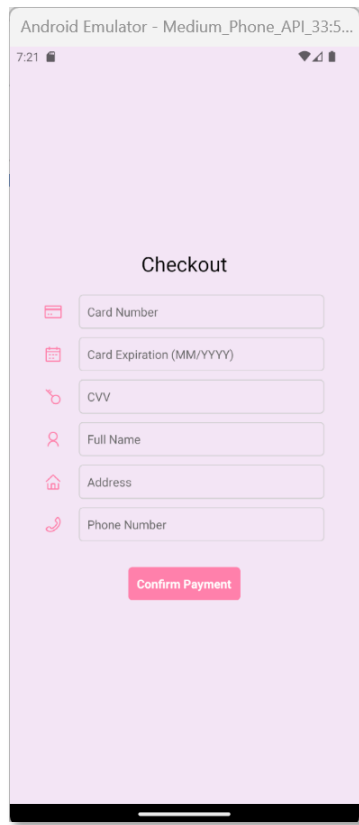 Android Emulator - Medium_Phone_API_33:5...
7:21
Checkout
Card Number
Card Expiration (MM/YYYY)
CVV
Full Name
Address
Phone Number
Confirm Payment